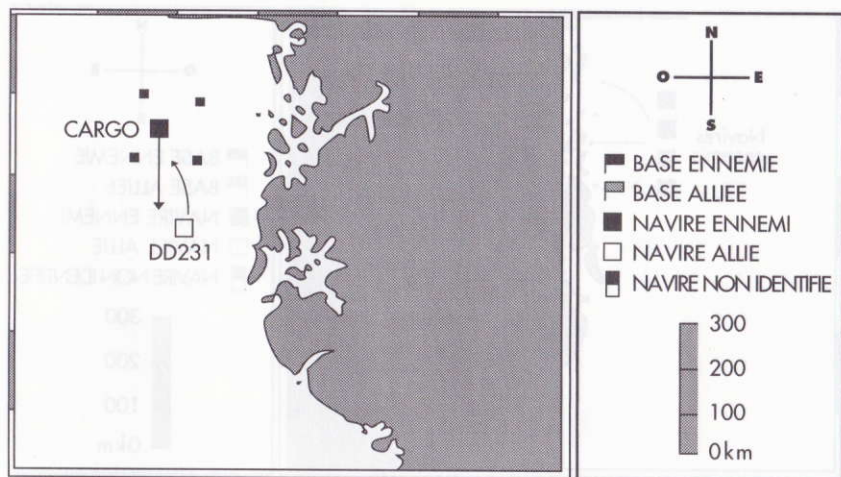 CARGO
DD231
N
O E
S
BASE ENNEMIE
BASE ALLIEE
NAVIRE ENNEMI
NAVIRE ALLIE
NAVIRE NON IDENTIFIE
300
200
100
0km